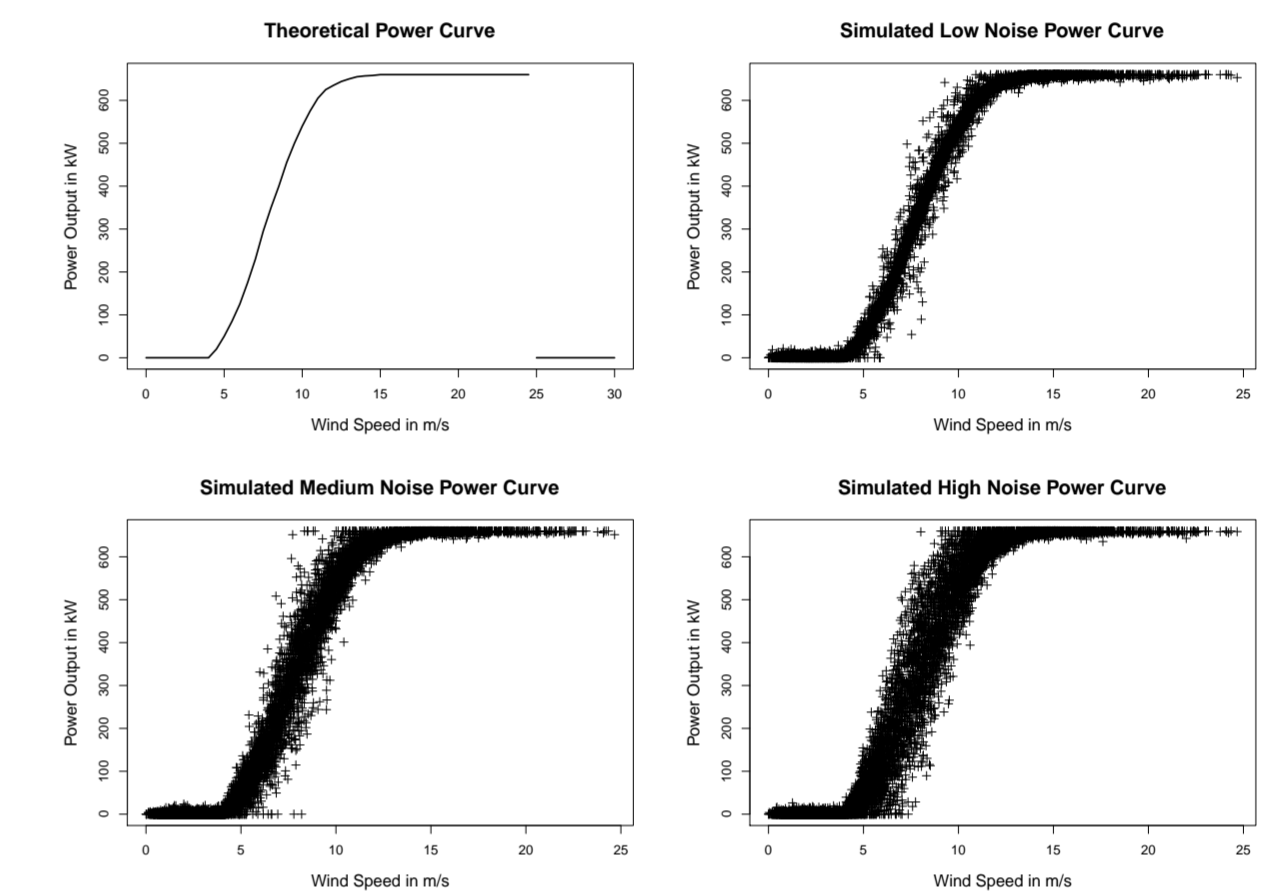 Theoretical Power Curve
Power Output in kW
600
500
400
300
200
100
0
0 5 10 15 20 25 30
Wind Speed in m/s
Simulated Low Noise Power Curve
Power Output in kW
600
500
400
300
200
100
0
0 5 10 15 20 25
Wind Speed in m/s
Simulated Medium Noise Power Curve
Power Output in kW
600
500
400
300
200
100
0
0 5 10 15 20 25
Wind Speed in m/s
Simulated High Noise Power Curve
Power Output in kW
600
500
400
300
200
100
0
0 5 10 15 20 25
Wind Speed in m/s